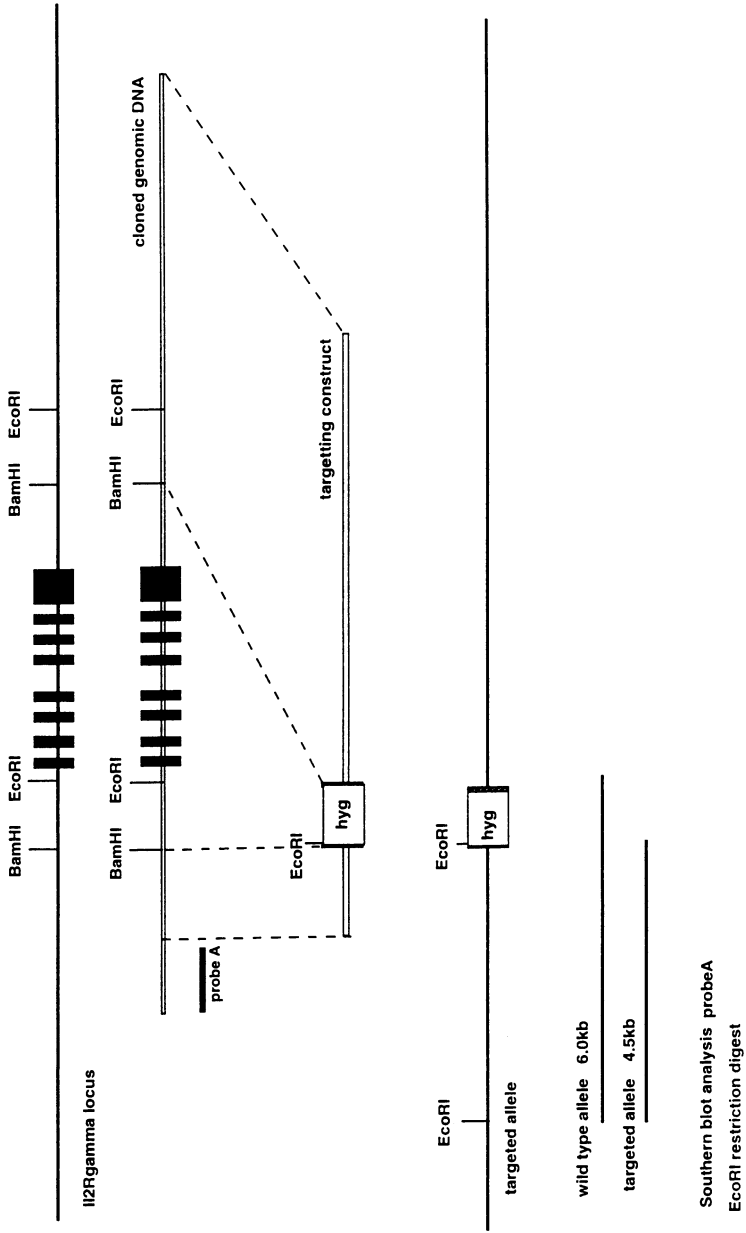 BamHI
EcoRI
BamHI
EcoRI
Il2Rgamma locus
BamHI
EcoRI
BamHI
EcoRI
cloned genomic DNA
probe A
EcoRI
hyg
targetting construct
EcoRI
EcoRI
hyg
targeted allele
wild type allele 6.0kb
targeted allele 4.5kb
Southern blot analysis probeA
EcoRI restriction digest